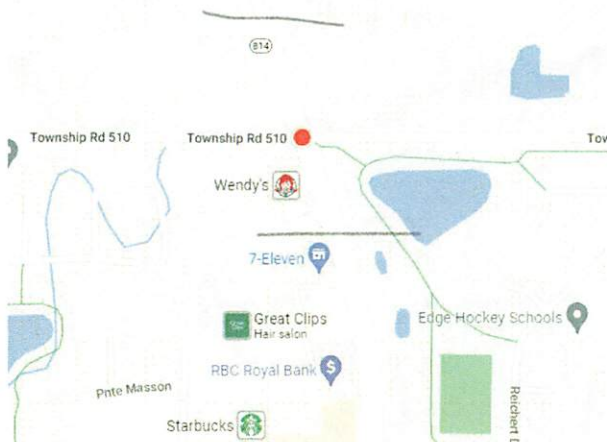 814
Township Rd 510
Township Rd 510
Wendy's
7-Eleven
Great Clips
Hair salon
Edge Hockey Schools
RBC Royal Bank
$
Pnte Masson
Starbucks
Reichert